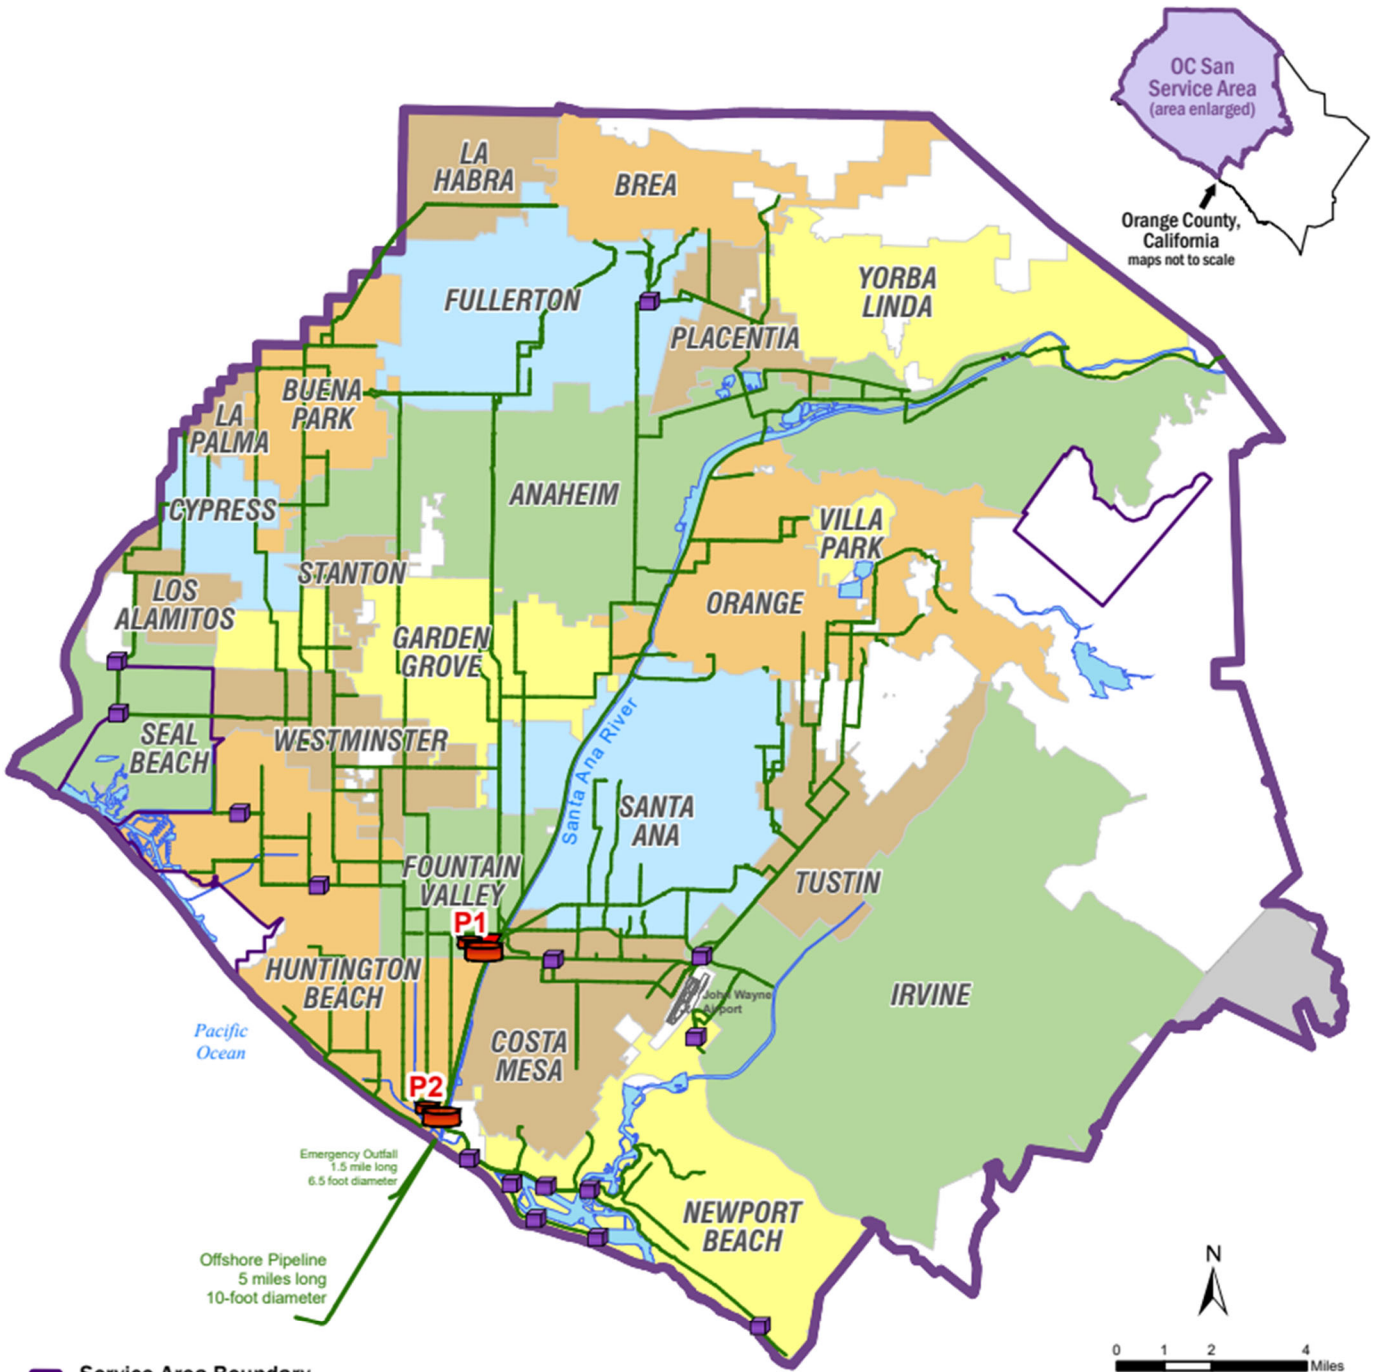 OC San
Service Area
(area enlarged)
Orange County,
California
maps not to scale
LA
HABRA
BREA
FULLERTON
YORBA
LINDA
PLACENTIA
BUENA
PARK
LA
PALMA
CYPRESS
ANAHEIM
VILLA
PARK
STANTON
LOS
ALAMITOS
ORANGE
GARDEN
GROVE
Santa Ana River
SEAL
BEACH
WESTMINSTER
SANTA
ANA
FOUNTAIN
VALLEY
TUSTIN
P1
HUNTINGTON
BEACH
IRVINE
John Wayne
Airport
Pacific
Ocean
COSTA
MESA
P2
Emergency Outfall
1.5 mile long
6.5 foot diameter
NEWPORT
BEACH
Offshore Pipeline
5 miles long
10-foot diameter
N
0 1 2 4
Miles
Service Area Boundary